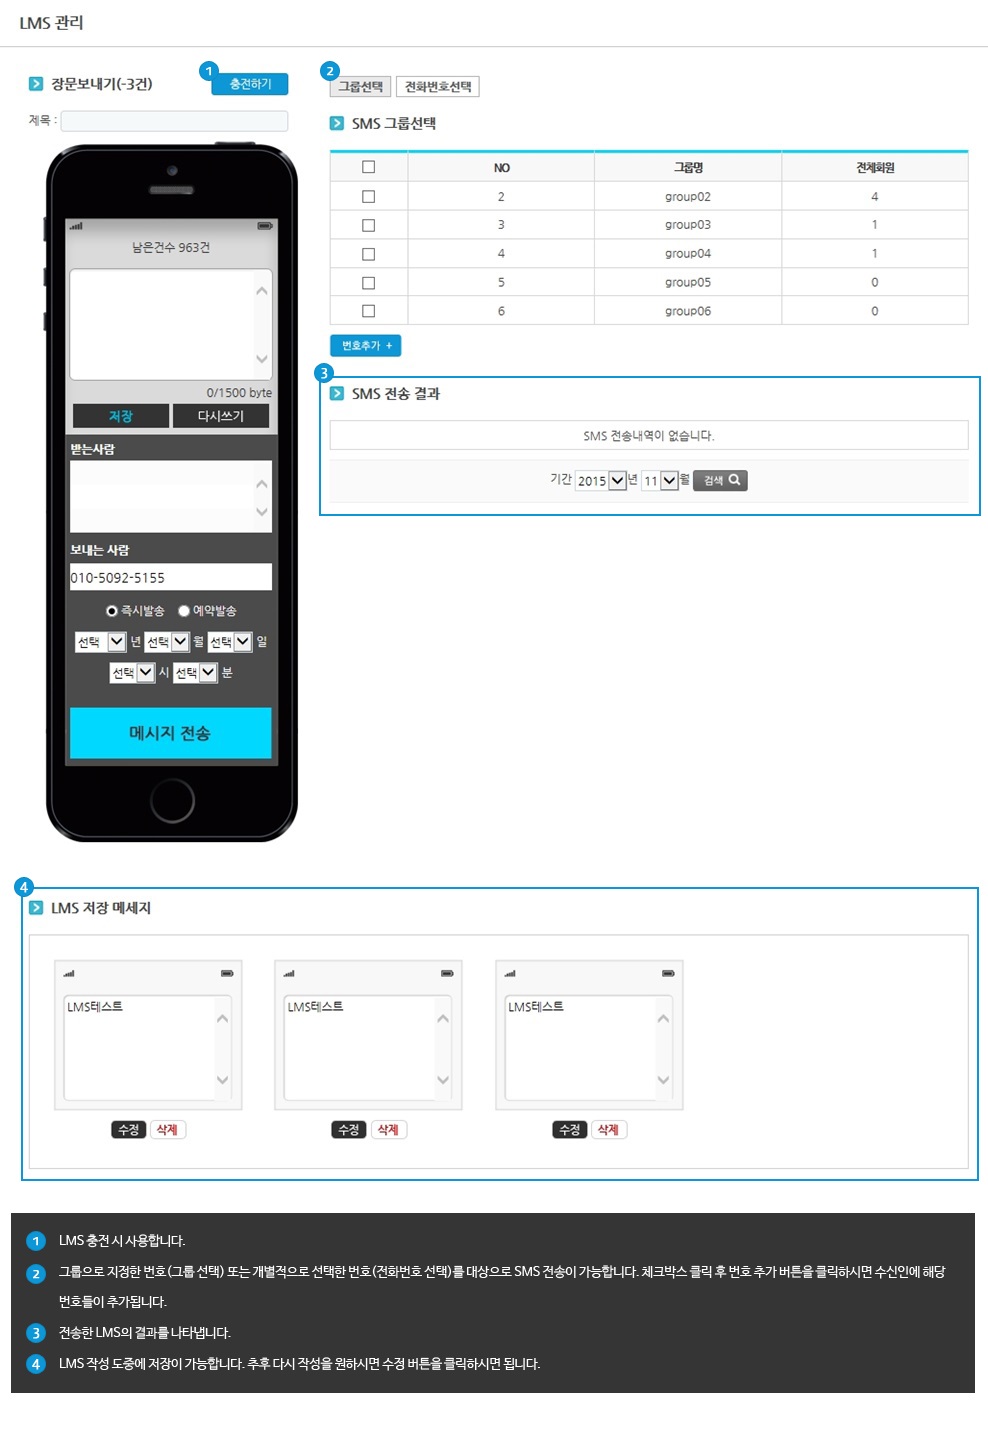 LMS 관리
장문보내기(-3건)
1
충전하기
제목 :
남은건수 963건
0/1500 byte
저장 다시쓰기
받는사람
보내는 사람
010-5092-5155
즉시발송 예약발송
선택 년 선택 월 선택 일
선택 시 선택 분
메시지 전송
2
그룹선택 전화번호선택
SMS 그룹선택
NO 그룹명 전체회원
2 group02 4
3 group03 1
4 group04 1
5 group05 0
6 group06 0
번호추가 +
3
SMS 전송 결과
SMS 전송내역이 없습니다.
기간 2015 년 11 월 검색
4
LMS 저장 메세지
LMS테스트 LMS테스트 LMS테스트
수정 삭제 수정 삭제 수정 삭제
1 LMS 충전 시 사용합니다.
2 그룹으로 지정한 번호(그룹 선택) 또는 개별적으로 선택한 번호(전화번호 선택)를 대상으로 SMS 전송이 가능합니다. 체크박스 클릭 후 번호 추가 버튼을 클릭하시면 수신인에 해당
번호들이 추가됩니다.
3 전송한 LMS의 결과를 나타냅니다.
4 LMS 작성 도중에 저장이 가능합니다. 추후 다시 작성을 원하시면 수정 버튼을 클릭하시면 됩니다.